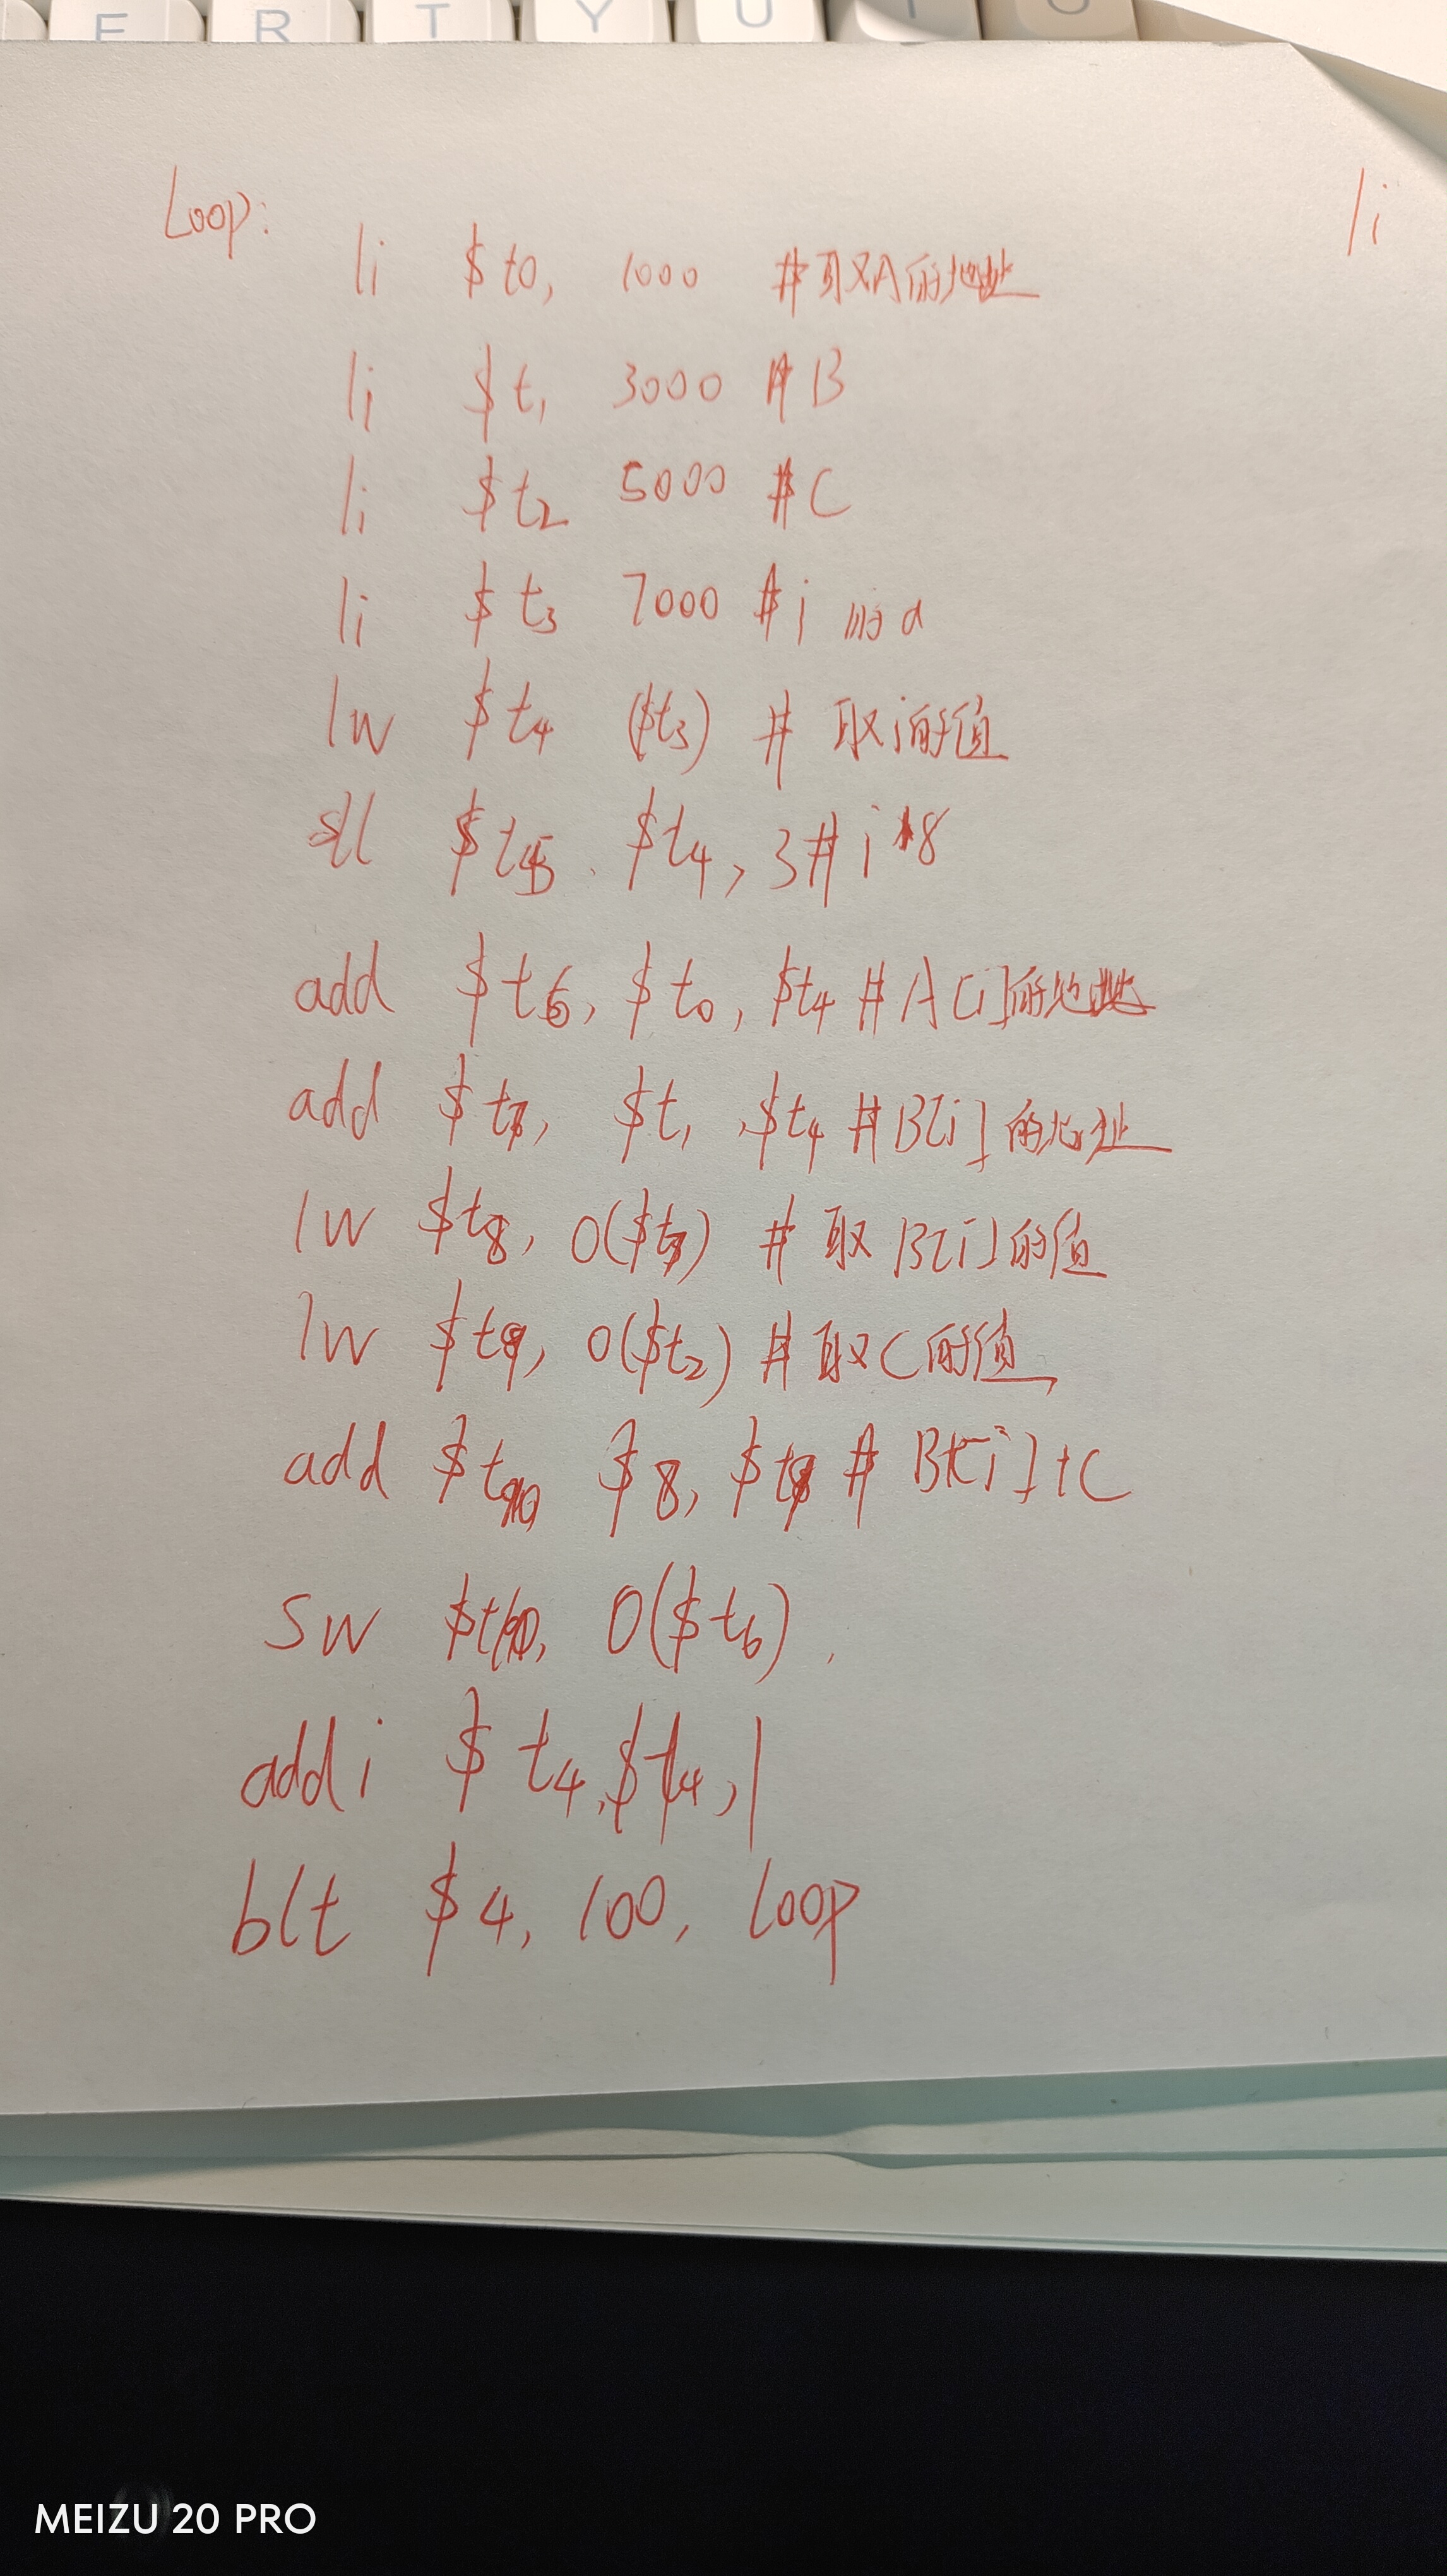 E R T Y U I O
Loop: li
li $t0, 1000 #取A的地址
li $t1 3000 #B
li $t2 5000 #C
li $t3 7000 #i 的
lw $t4 ($t3) # 取i的值
sll $t5, $t4, 3 # i*8
add $t6, $t0, $t4 # A[i]的地址
add $t7, $t1, $t4 # B[i]的地址
lw $t8, 0($t7) # 取B[i]的值
lw $t9, 0($t2) # 取C的值
add $t10 $8, $t9 # B[i]+C
sw $t10, 0($t6).
addi $t4, $t4, 1
blt $4, 100, loop
MEIZU 20 PRO